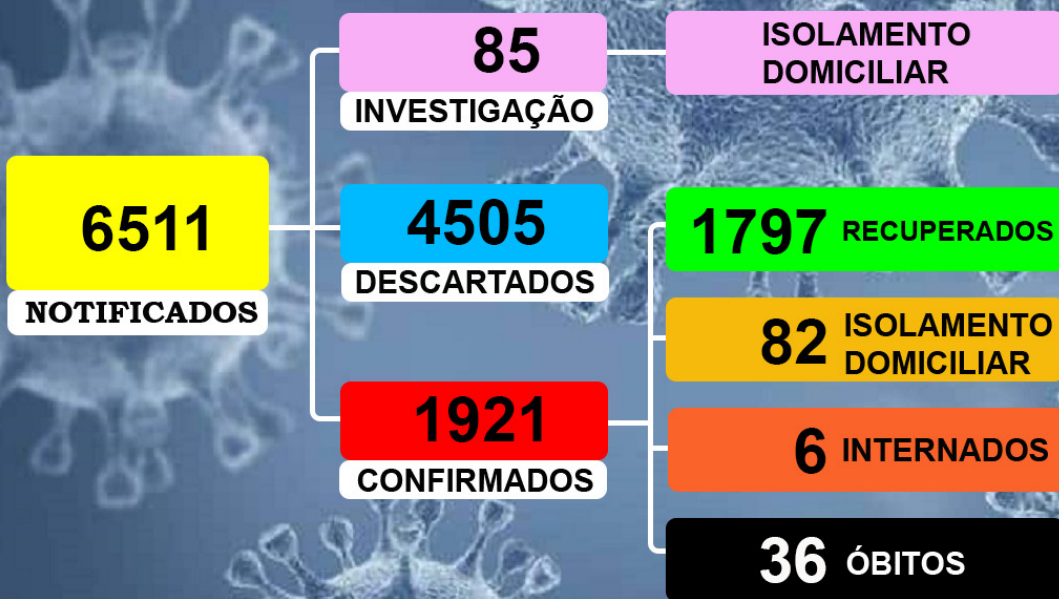 6511
NOTIFICADOS
85
INVESTIGAÇÃO
ISOLAMENTO
DOMICILIAR
4505
DESCARTADOS
1921
CONFIRMADOS
1797 RECUPERADOS
82 ISOLAMENTO
DOMICILIAR
6 INTERNADOS
36 ÓBITOS